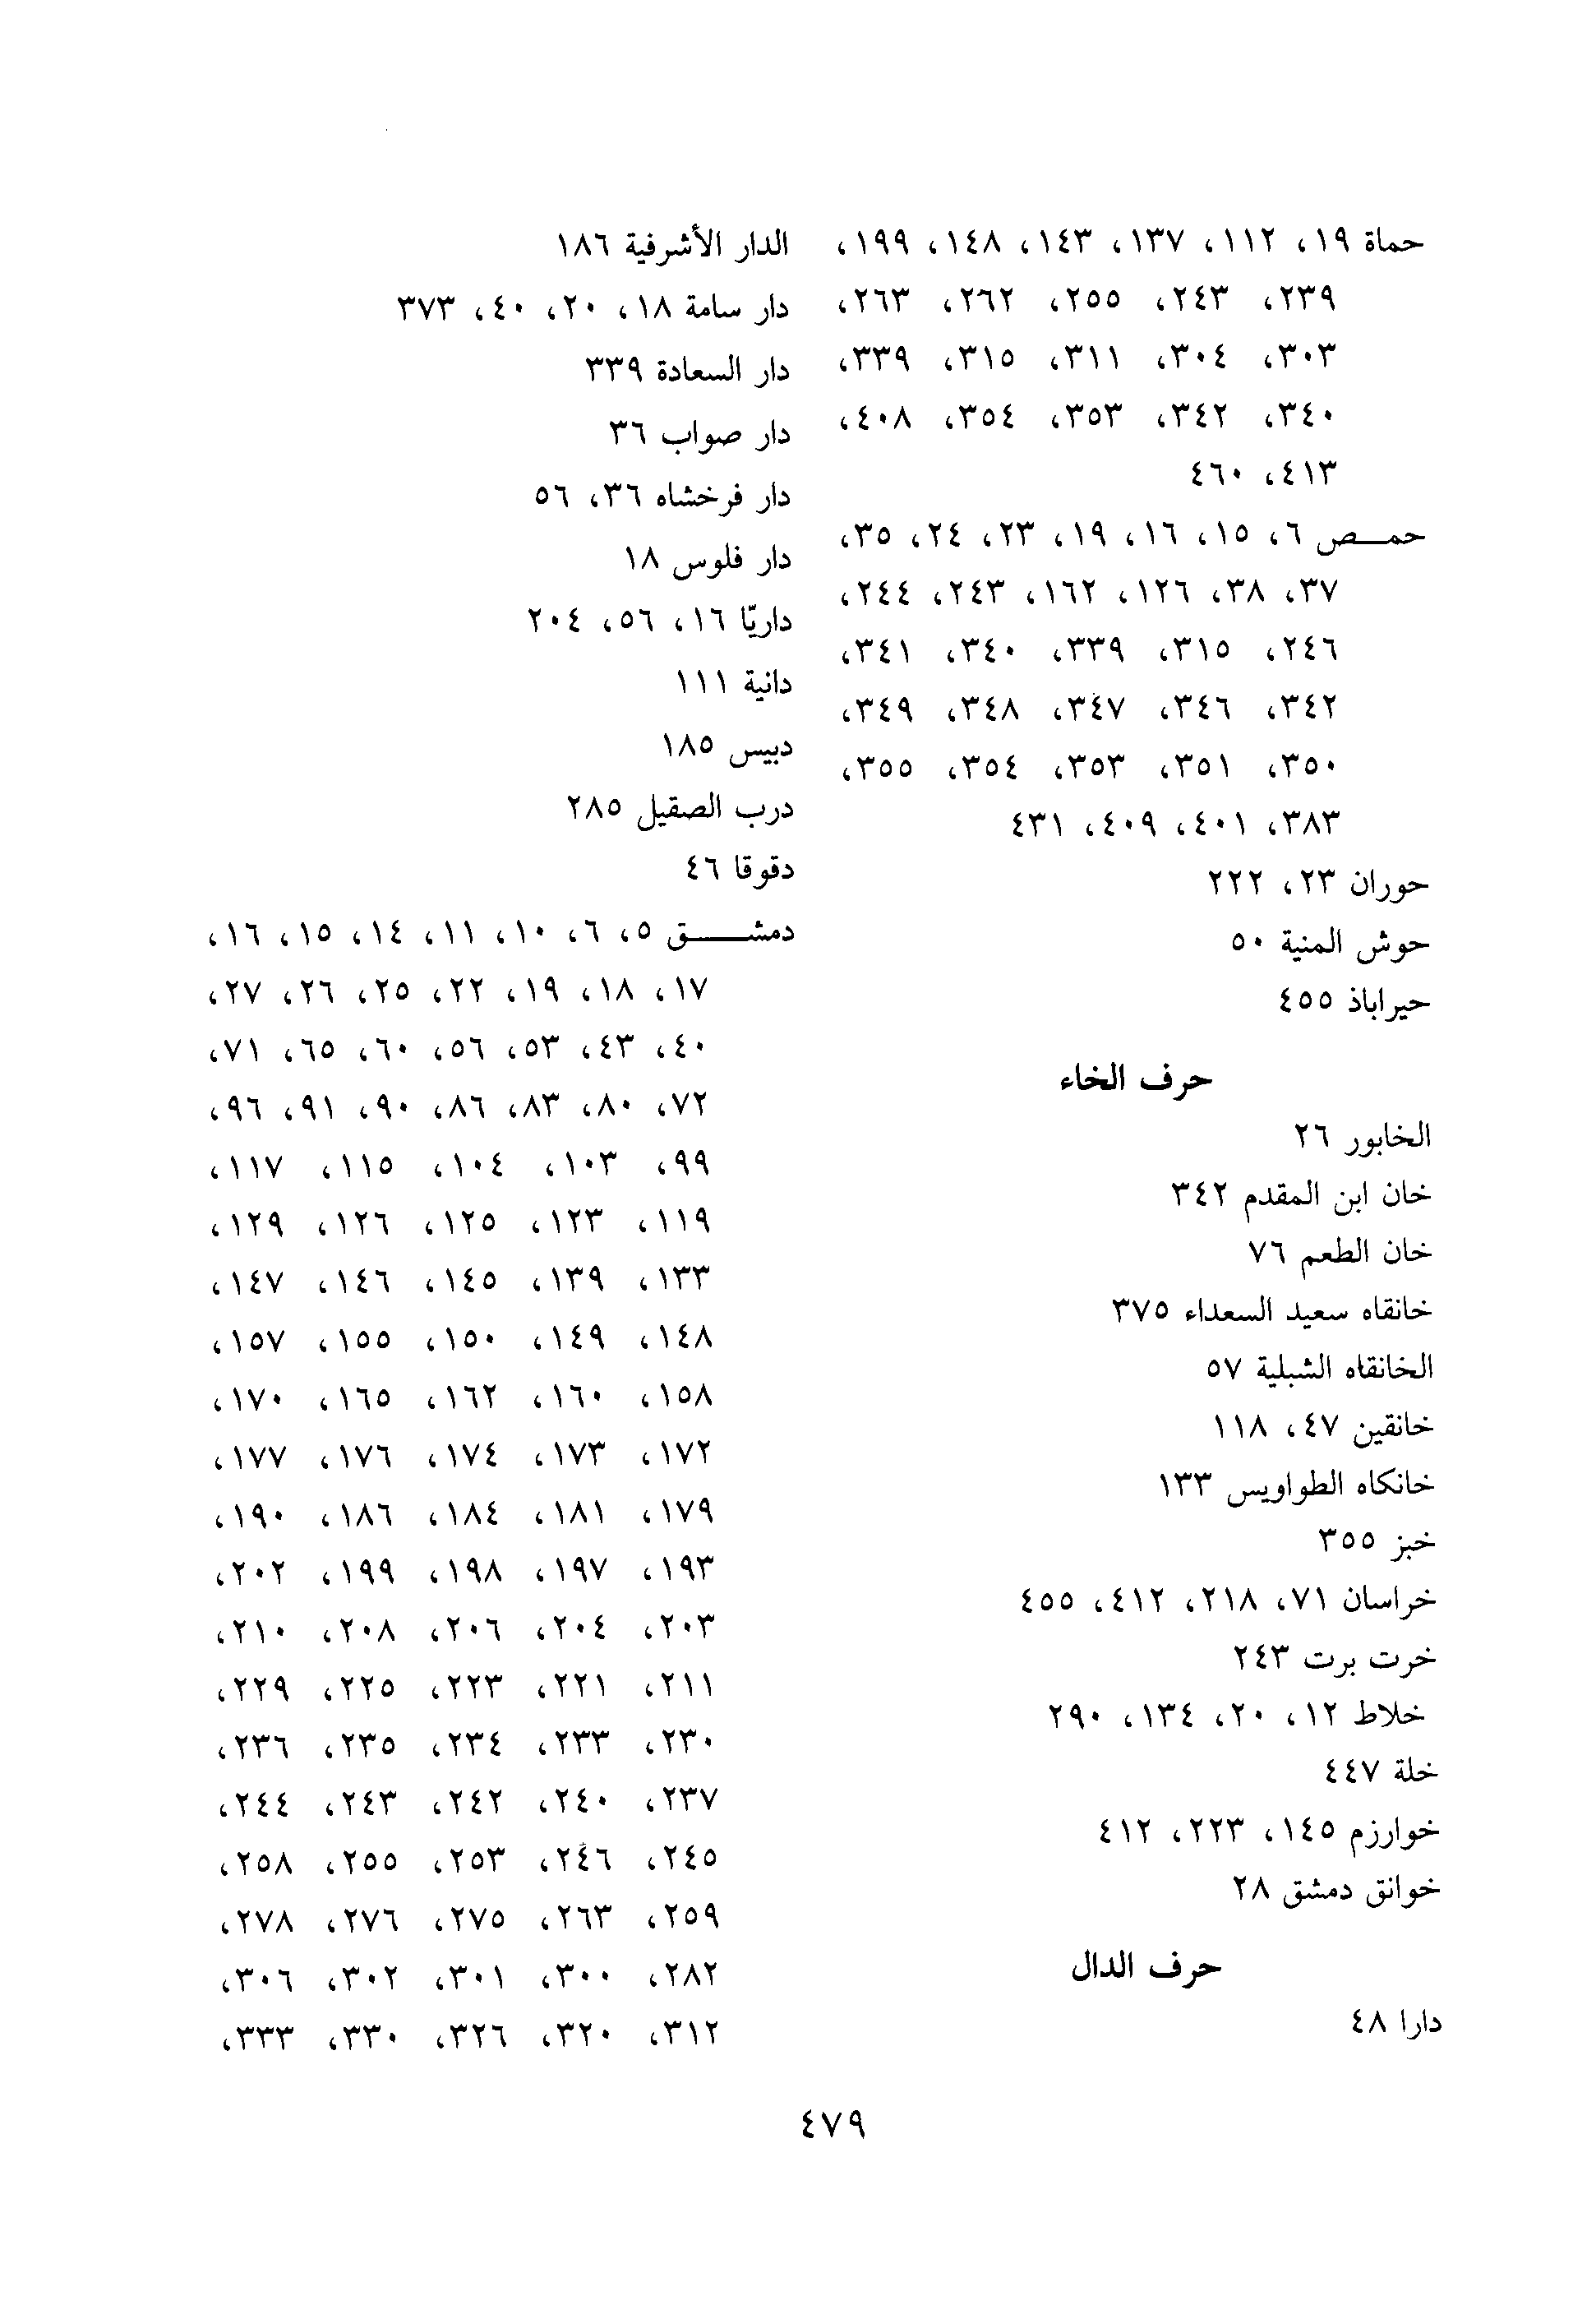 حماة ١٩، ١١٢، ١٣٧، ١٤٣، ١٤٨، ١٩٩،
٢٣٩، ٢٤٣، ٢٥٥، ٢٦٢، ٢٦٣،
٣٠٣، ٣٠٤، ٣١١، ٣١٥، ٣٣٩،
٣٤٠، ٣٤٢، ٣٥٣، ٣٥٤، ٤٠٨،
٤١٣، ٤٦٠
حمـــص ٦، ١٥، ١٦، ١٩، ٢٣، ٢٤، ٣٥،
٣٧، ٣٨، ١٢٦، ١٦٢، ٢٤٣، ٢٤٤،
٢٤٦، ٣١٥، ٣٣٩، ٣٤٠، ٣٤١،
٣٤٢، ٣٤٦، ٣٤٧، ٣٤٨، ٣٤٩،
٣٥٠، ٣٥١، ٣٥٣، ٣٥٤، ٣٥٥،
٣٨٣، ٤٠١، ٤٠٩، ٤٣١
حوران ٢٣، ٢٢٢
حوش المنية ٥٠
حيراباذ ٤٥٥
حرف الخاء
الخابور ٢٦
خان ابن المقدم ٣٤٢
خان الطعم ٧٦
خانقاه سعيد السعداء ٣٧٥
الخانقاه الشبلية ٥٧
خانقين ٤٧، ١١٨
خانكاه الطواويس ١٣٣
خبز ٣٥٥
خراسان ٧١، ٢١٨، ٤١٢، ٤٥٥
خرت برت ٢٤٣
خلاط ١٢، ٢٠، ١٣٤، ٢٩٠
خلة ٤٤٧
خوارزم ١٤٥، ٢٢٣، ٤١٢
خوانق دمشق ٢٨
حرف الدال
دارا ٤٨
الدار الأشرفية ١٨٦
دار سامة ١٨، ٢٠، ٤٠، ٣٧٣
دار السعادة ٣٣٩
دار صواب ٣٦
دار فرخشاه ٣٦، ٥٦
دار فلوس ١٨
داريّا ١٦، ٥٦، ٢٠٤
دانية ١١١
دبيس ١٨٥
درب الصقيل ٢٨٥
دقوقا ٤٦
دمشـــــق ٥، ٦، ١٠، ١١، ١٤، ١٥، ١٦،
١٧، ١٨، ١٩، ٢٢، ٢٥، ٢٦، ٢٧،
٤٠، ٤٣، ٥٣، ٥٦، ٦٠، ٦٥، ٧١،
٧٢، ٨٠، ٨٣، ٨٦، ٩٠، ٩١، ٩٦،
٩٩، ١٠٣، ١٠٤، ١١٥، ١١٧،
١١٩، ١٢٣، ١٢٥، ١٢٦، ١٢٩،
١٣٣، ١٣٩، ١٤٥، ١٤٦، ١٤٧،
١٤٨، ١٤٩، ١٥٠، ١٥٥، ١٥٧،
١٥٨، ١٦٠، ١٦٢، ١٦٥، ١٧٠،
١٧٢، ١٧٣، ١٧٤، ١٧٦، ١٧٧،
١٧٩، ١٨١، ١٨٤، ١٨٦، ١٩٠،
١٩٣، ١٩٧، ١٩٨، ١٩٩، ٢٠٢،
٢٠٣، ٢٠٤، ٢٠٦، ٢٠٨، ٢١٠،
٢١١، ٢٢١، ٢٢٣، ٢٢٥، ٢٢٩،
٢٣٠، ٢٣٣، ٢٣٤، ٢٣٥، ٢٣٦،
٢٣٧، ٢٤٠، ٢٤٢، ٢٤٣، ٢٤٤،
٢٤٥، ٢٤٦، ٢٥٣، ٢٥٥، ٢٥٨،
٢٥٩، ٢٦٣، ٢٧٥، ٢٧٦، ٢٧٨،
٢٨٢، ٣٠٠، ٣٠١، ٣٠٢، ٣٠٦،
٣١٢، ٣٢٠، ٣٢٦، ٣٣٠، ٣٣٣،
٤٧٩